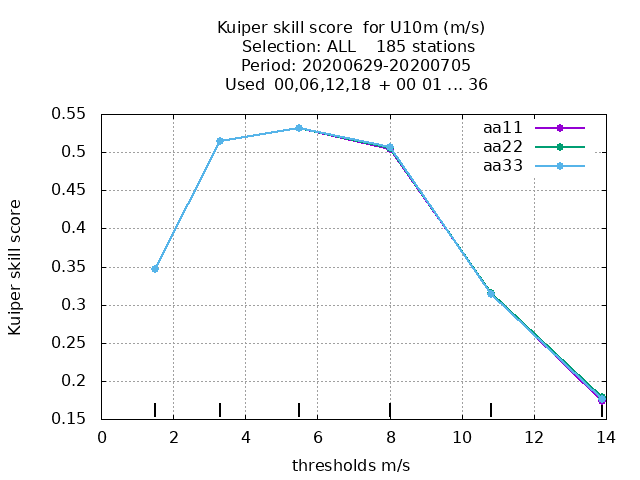 Kuiper skill score  for U10m (m/s)
Selection: ALL    185 stations
Period: 20200629-20200705
Used  00,06,12,18  + 00 01 ... 36
aa11
aa22
aa33
0.55
0.5
0.45
0.4
0.35
0.3
0.25
0.2
0.15
Kuiper skill score
0 2 4 6 8 10 12 14
thresholds m/s